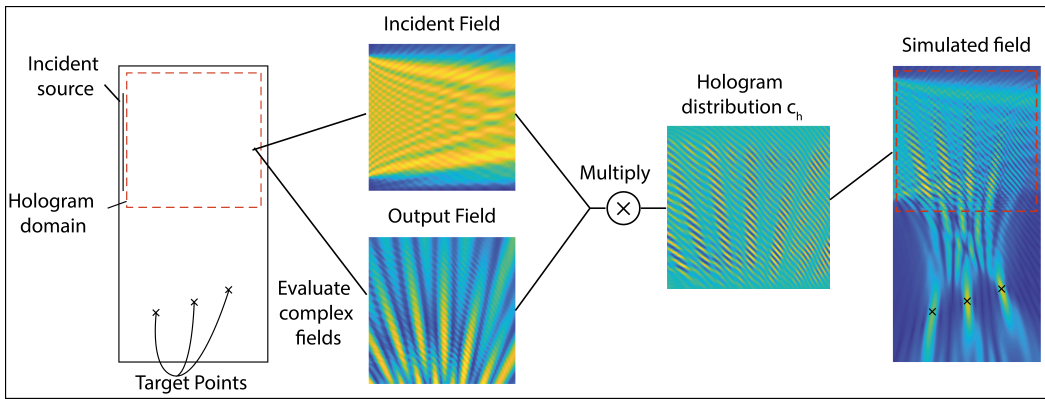 Incident
source
Hologram
domain
Target Points
Incident Field
Output Field
Evaluate
complex
fields
Multiply
Hologram
distribution c_h
Simulated field